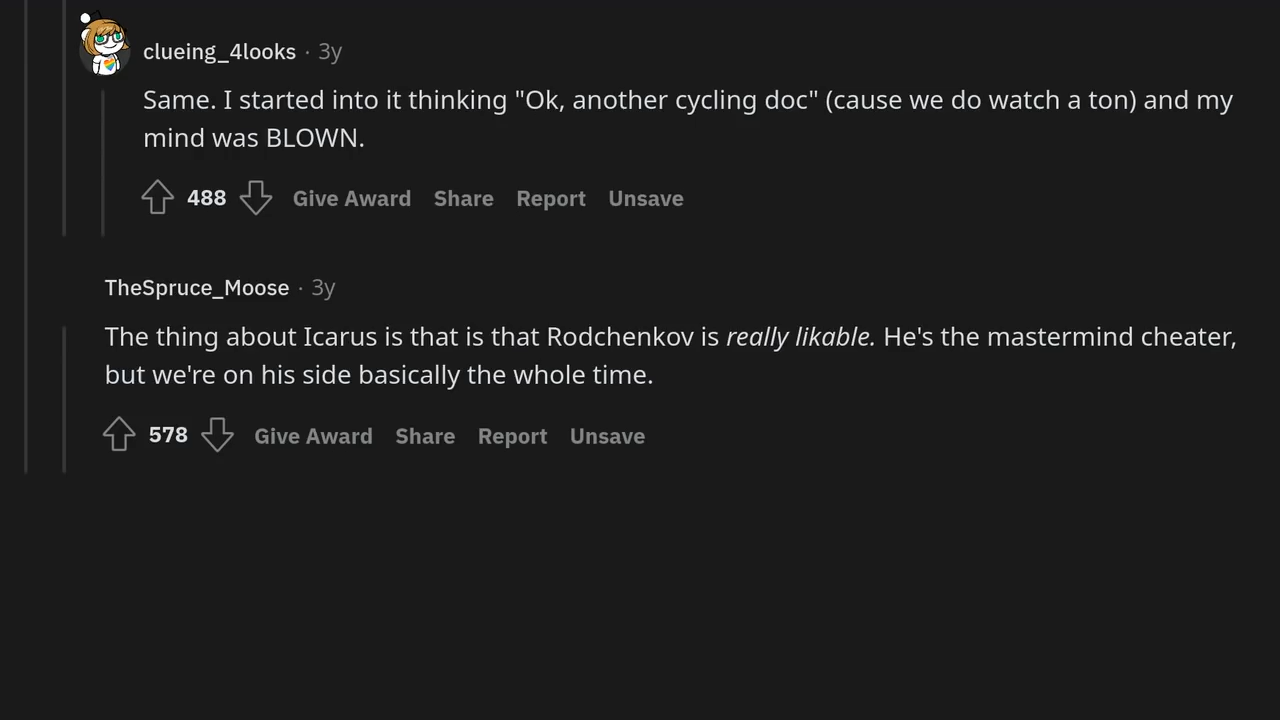 clueing_4looks · 3y
Same. I started into it thinking "Ok, another cycling doc" (cause we do watch a ton) and my
mind was BLOWN.
488 Give Award Share Report Unsave
TheSpruce_Moose · 3y
The thing about Icarus is that is that Rodchenkov is really likable. He's the mastermind cheater,
but we're on his side basically the whole time.
578 Give Award Share Report Unsave